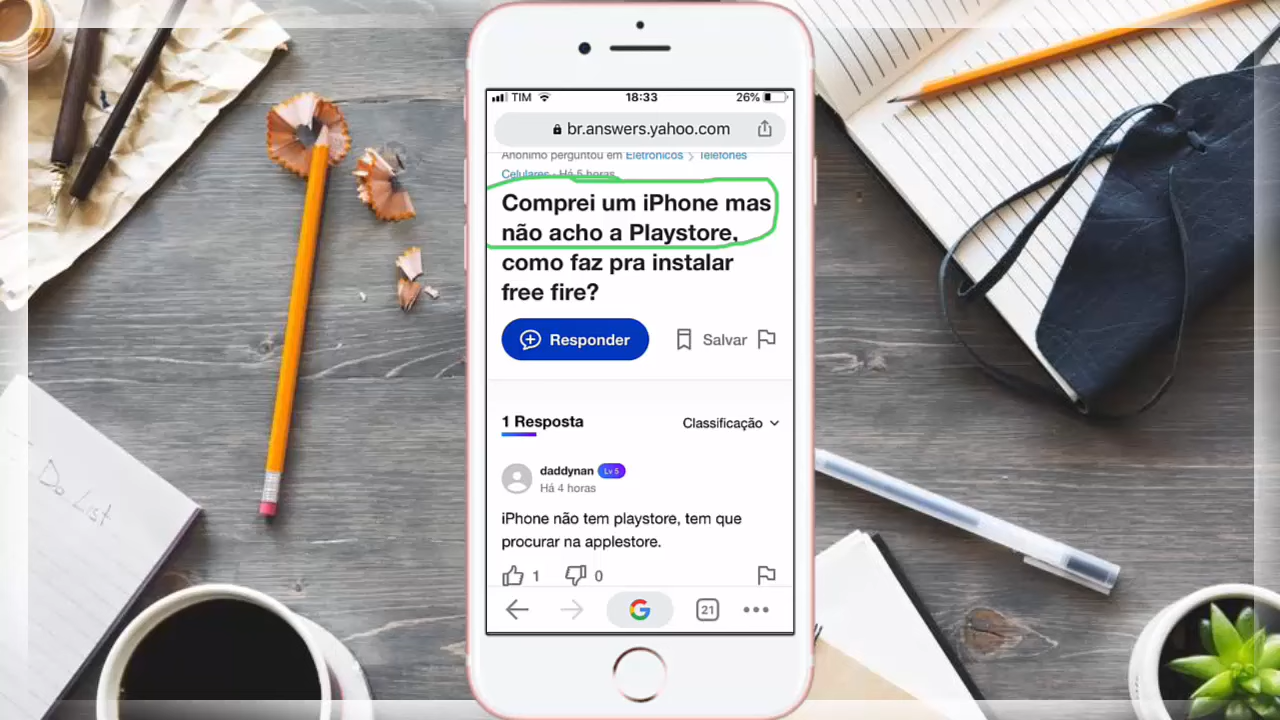 TIM 18:33 26%
br.answers.yahoo.com
Anônimo perguntou em Eletrônicos > Telefones
Celulares · Há 5 horas
Comprei um iPhone mas
não acho a Playstore,
como faz pra instalar
free fire?
Responder Salvar
1 Resposta Classificação
daddynan Lv 5
Há 4 horas
iPhone não tem playstore, tem que
procurar na applestore.
1 0
21
Do List